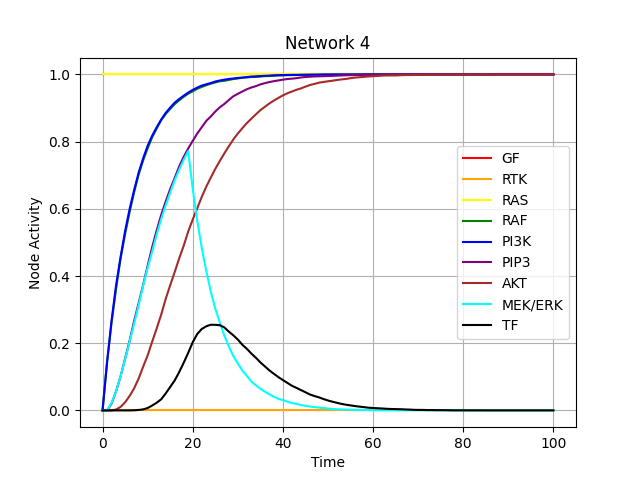 Network 4
Node Activity
1.0
0.8
0.6
0.4
0.2
0.0
GF
RTK
RAS
RAF
PI3K
PIP3
AKT
MEK/ERK
TF
0 20 40 60 80 100
Time